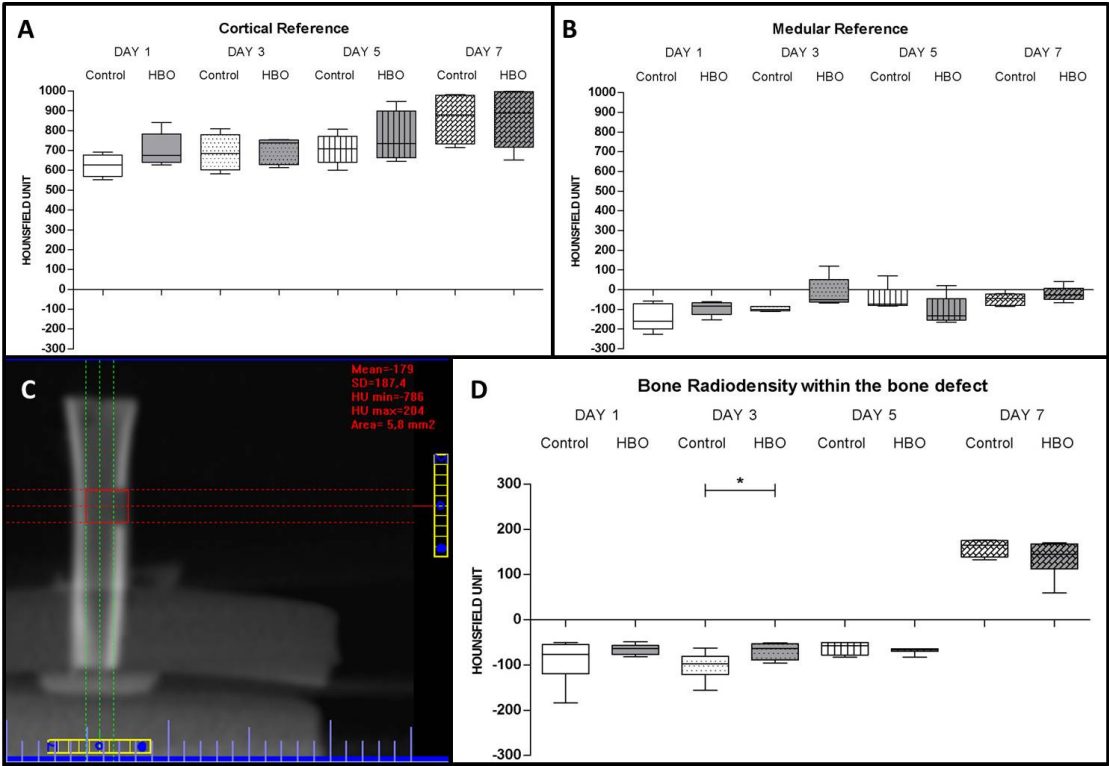 A
Cortical Reference
DAY 1 DAY 3 DAY 5 DAY 7
Control HBO Control HBO Control HBO Control HBO
HOUNSFIELD UNIT
1000
900
800
700
600
500
400
300
200
100
0
-100
-200
-300
B
Medular Reference
DAY 1 DAY 3 DAY 5 DAY 7
Control HBO Control HBO Control HBO Control HBO
HOUNSFIELD UNIT
1000
900
800
700
600
500
400
300
200
100
0
-100
-200
-300
C
Mean=-179
SD=187,4
HU min=-786
HU max=204
Area= 5,8 mm2
D
Bone Radiodensity within the bone defect
DAY 1 DAY 3 DAY 5 DAY 7
Control HBO Control HBO Control HBO Control HBO
*
HOUNSFIELD UNIT
300
200
100
0
-100
-200
-300